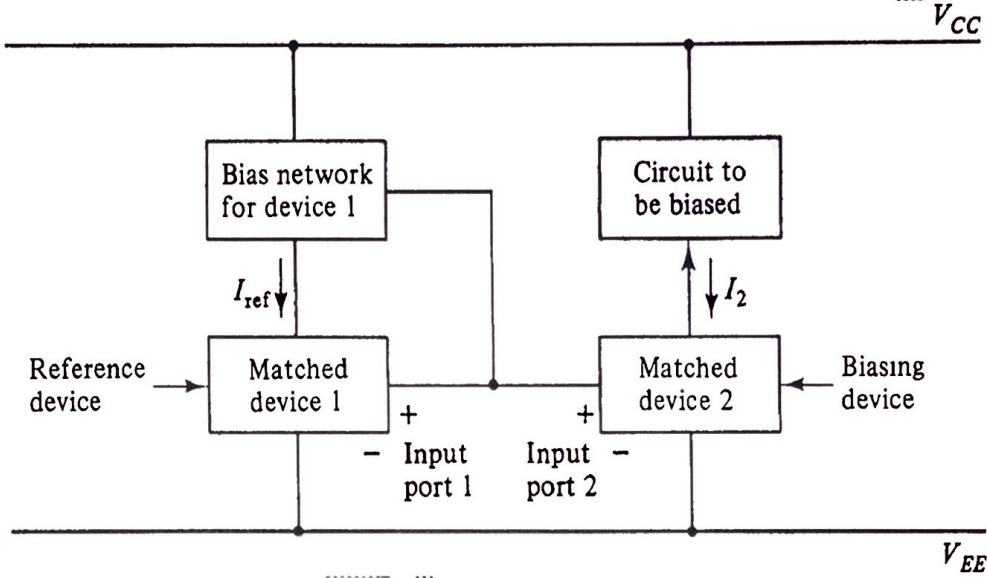 V_CC
Bias network
for device 1
Circuit to
be biased
I_ref
I_2
Reference
device
Matched
device 1
Matched
device 2
Biasing
device
+
+
− Input
port 1
Input −
port 2
V_EE